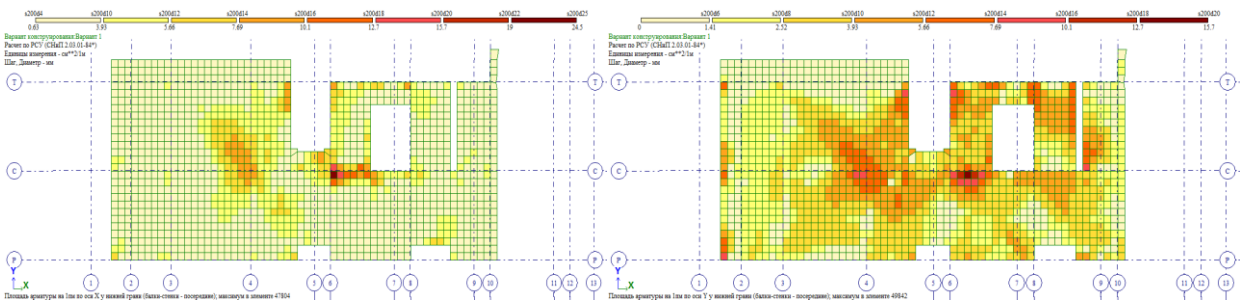 s200d4 s200d10 s200d12 s200d14 s200d16 s200d18 s200d20 s200d22 s200d25
0.63 3.93 5.66 7.69 10.1 12.7 15.7 19 24.5
Вариант конструирования:Вариант 1
Расчет по РСУ (СНиП 2.03.01-84*)
Единицы измерения - см**2/1м
Шаг, Диаметр - мм
Т Т
С С
Р Р
Y
X
1 2 3 4 5 6 7 8 9 10 11 12 13
Площадь арматуры на 1пм по оси X у нижней грани (балки-стенки - посередине); максимум в элементе 47804
s200d6 s200d8 s200d10 s200d12 s200d14 s200d16 s200d18 s200d20
0 1.41 2.52 3.93 5.66 7.69 10.1 12.7 15.7
Вариант конструирования:Вариант 1
Расчет по РСУ (СНиП 2.03.01-84*)
Единицы измерения - см**2/1м
Шаг, Диаметр - мм
Т Т
С С
Р Р
Y
X
1 2 3 4 5 6 7 8 9 10 11 12 13
Площадь арматуры на 1пм по оси Y у нижней грани (балки-стенки - посередине); максимум в элементе 49842